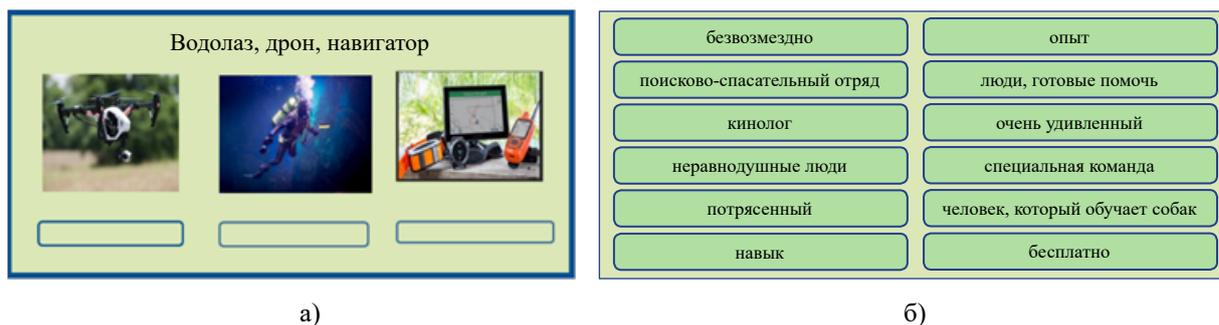 Водолаз, дрон, навигатор
безвозмездно
опыт
поисково-спасательный отряд
люди, готовые помочь
кинолог
очень удивленный
неравнодушные люди
специальная команда
потрясенный
человек, который обучает собак
навык
бесплатно
а)
б)